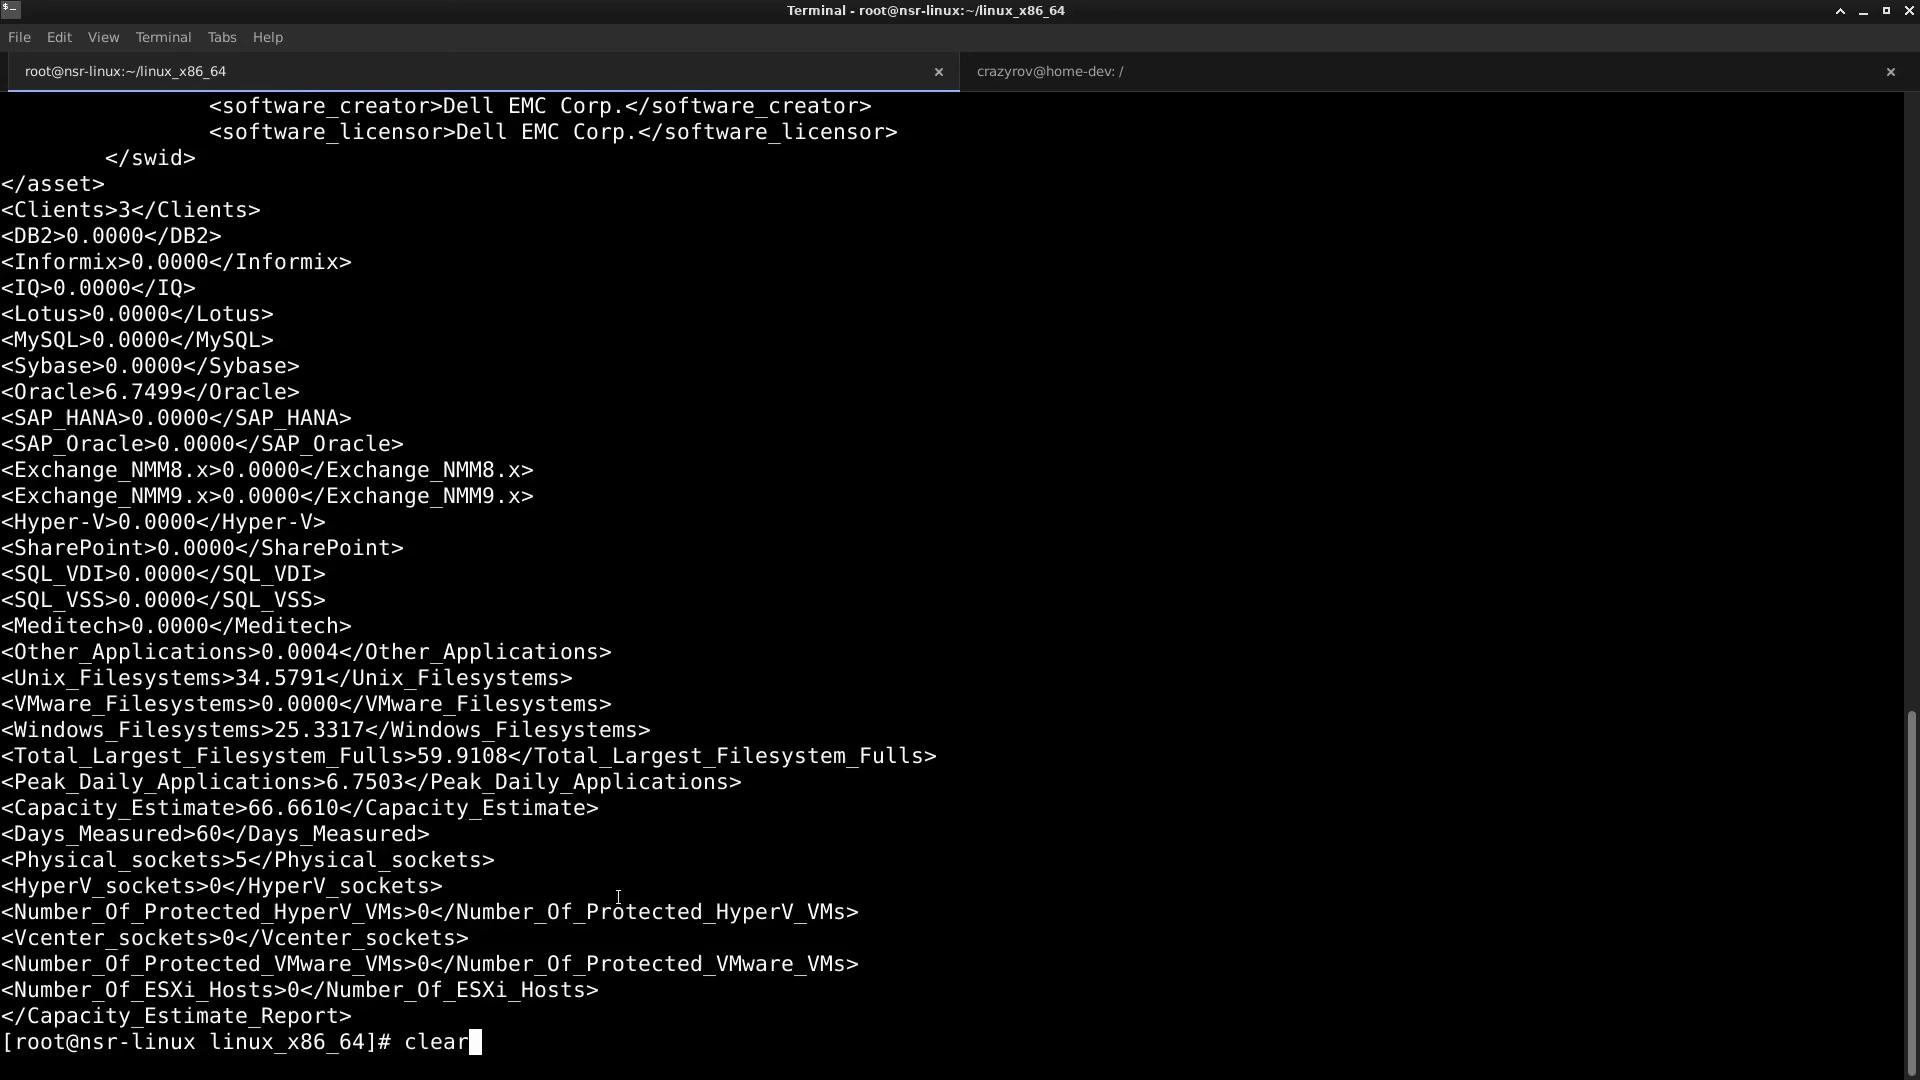 Terminal - root@nsr-linux:~/linux_x86_64
File Edit View Terminal Tabs Help
root@nsr-linux:~/linux_x86_64
crazyrov@home-dev: /
<software_creator>Dell EMC Corp.</software_creator>
<software_licensor>Dell EMC Corp.</software_licensor>
</swid>
</asset>
<Clients>3</Clients>
<DB2>0.0000</DB2>
<Informix>0.0000</Informix>
<IQ>0.0000</IQ>
<Lotus>0.0000</Lotus>
<MySQL>0.0000</MySQL>
<Sybase>0.0000</Sybase>
<Oracle>6.7499</Oracle>
<SAP_HANA>0.0000</SAP_HANA>
<SAP_Oracle>0.0000</SAP_Oracle>
<Exchange_NMM8.x>0.0000</Exchange_NMM8.x>
<Exchange_NMM9.x>0.0000</Exchange_NMM9.x>
<Hyper-V>0.0000</Hyper-V>
<SharePoint>0.0000</SharePoint>
<SQL_VDI>0.0000</SQL_VDI>
<SQL_VSS>0.0000</SQL_VSS>
<Meditech>0.0000</Meditech>
<Other_Applications>0.0004</Other_Applications>
<Unix_Filesystems>34.5791</Unix_Filesystems>
<VMware_Filesystems>0.0000</VMware_Filesystems>
<Windows_Filesystems>25.3317</Windows_Filesystems>
<Total_Largest_Filesystem_Fulls>59.9108</Total_Largest_Filesystem_Fulls>
<Peak_Daily_Applications>6.7503</Peak_Daily_Applications>
<Capacity_Estimate>66.6610</Capacity_Estimate>
<Days_Measured>60</Days_Measured>
<Physical_sockets>5</Physical_sockets>
<HyperV_sockets>0</HyperV_sockets>
<Number_Of_Protected_HyperV_VMs>0</Number_Of_Protected_HyperV_VMs>
<Vcenter_sockets>0</Vcenter_sockets>
<Number_Of_Protected_VMware_VMs>0</Number_Of_Protected_VMware_VMs>
<Number_Of_ESXi_Hosts>0</Number_Of_ESXi_Hosts>
</Capacity_Estimate_Report>
[root@nsr-linux linux_x86_64]# clear